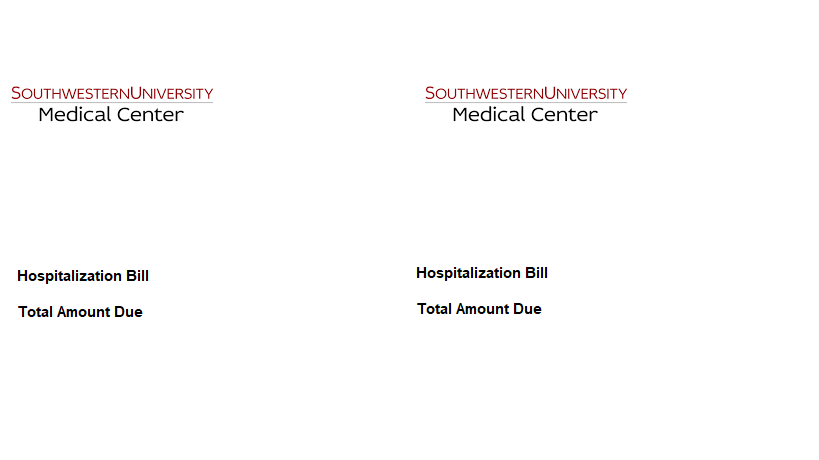 SOUTHWESTERNUNIVERSITY
Medical Center
Hospitalization Bill
Total Amount Due
SOUTHWESTERNUNIVERSITY
Medical Center
Hospitalization Bill
Total Amount Due